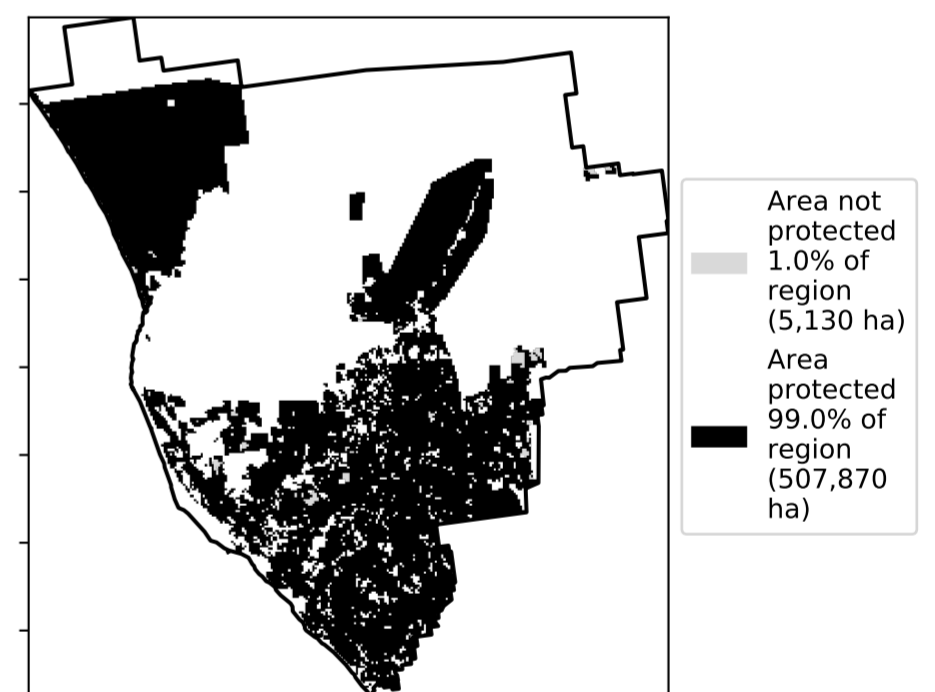 Area not
protected
1.0% of
region
(5,130 ha)
Area
protected
99.0% of
region
(507,870
ha)